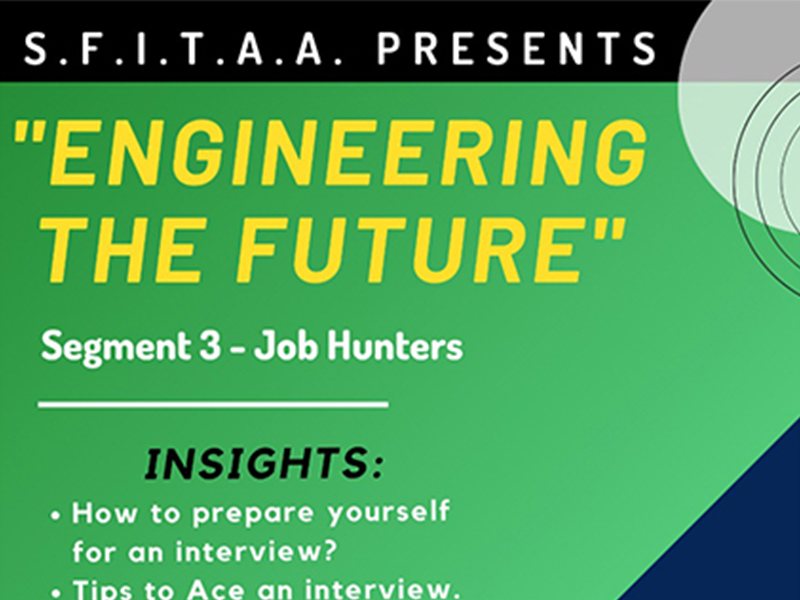 S.F.I.T.A.A. PRESENTS
"ENGINEERING
THE FUTURE"
Segment 3 - Job Hunters
INSIGHTS:
• How to prepare yourself
for an interview?
• Tips to Ace an interview.